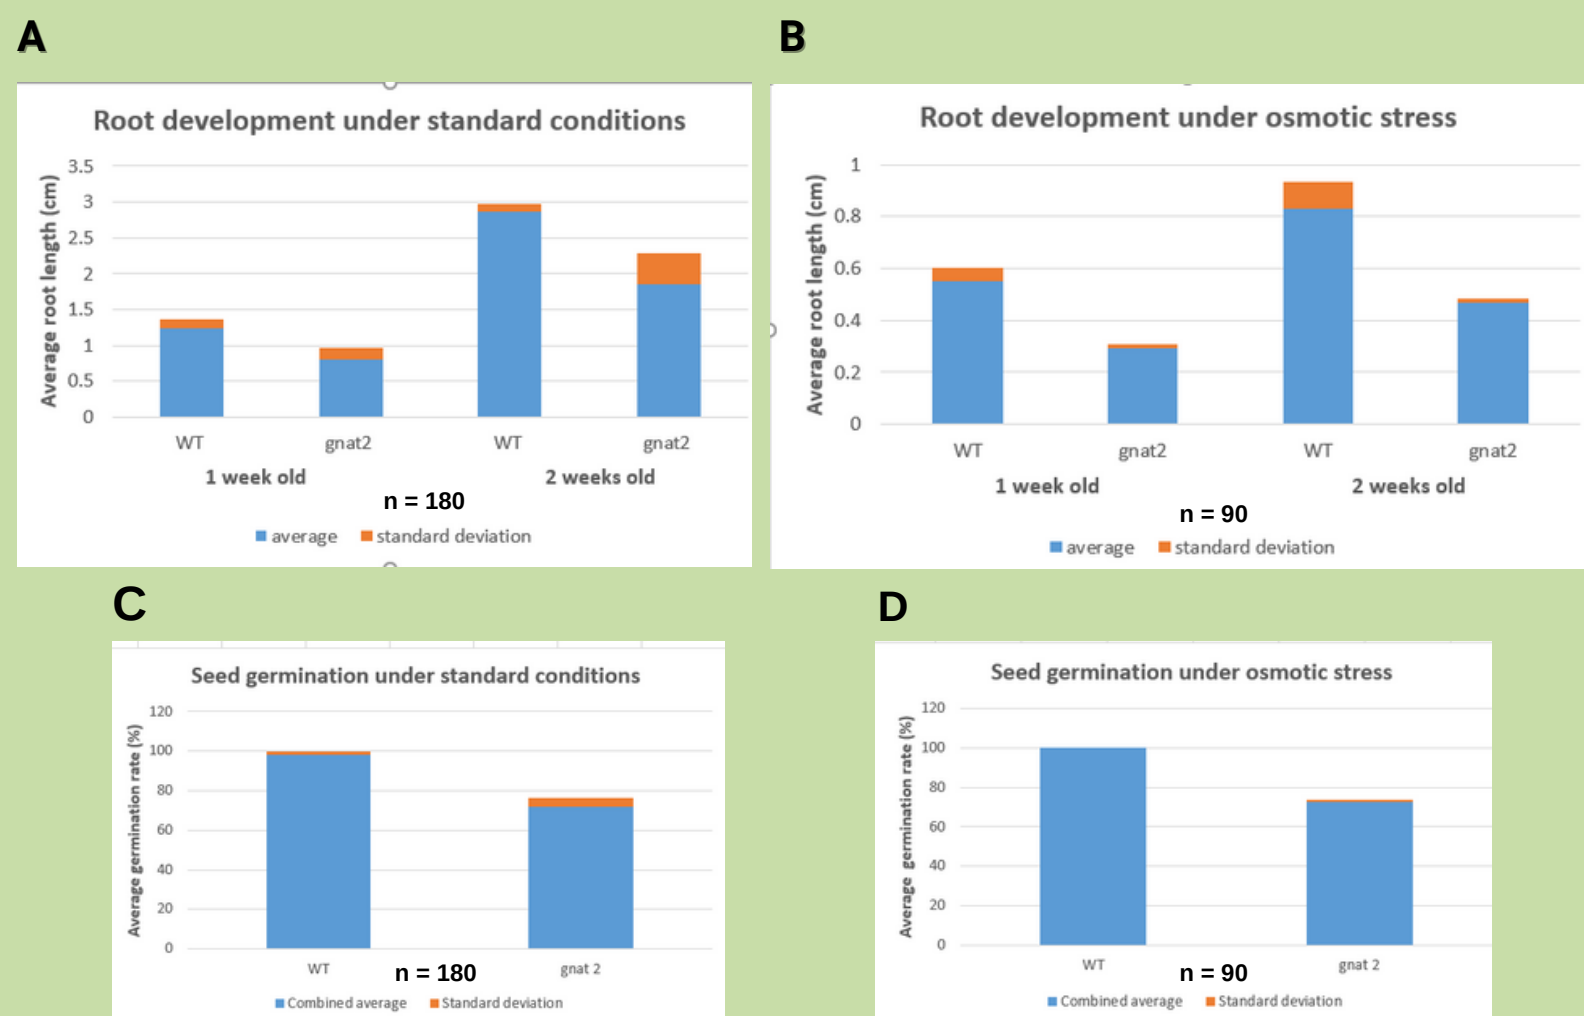 A
Root development under standard conditions
Average root length (cm)
3.5
3
2.5
2
1.5
1
0.5
0
WT gnat2 WT gnat2
1 week old 2 weeks old
n = 180
average standard deviation
B
Root development under osmotic stress
Average root length (cm)
1
0.8
0.6
0.4
0.2
0
WT gnat2 WT gnat2
1 week old 2 weeks old
n = 90
average standard deviation
C
Seed germination under standard conditions
Average germination rate (%)
120
100
80
60
40
20
0
WT gnat 2
n = 180
Combined average Standard deviation
D
Seed germination under osmotic stress
Average germination rate (%)
120
100
80
60
40
20
0
WT gnat 2
n = 90
Combined average Standard deviation